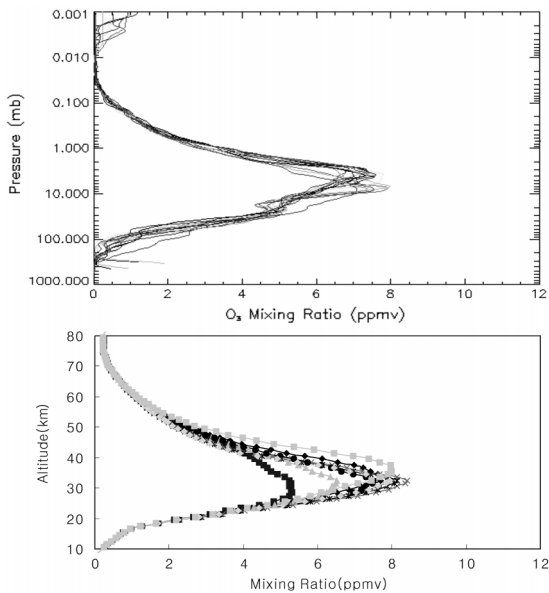 0.001
0.010
0.100
1.000
10.000
100.000
1000.000
Pressure (mb)
0 2 4 6 8 10 12
O₃ Mixing Ratio (ppmv)
80
70
60
50
40
30
20
10
Altitude(km)
0 2 4 6 8 10 12
Mixing Ratio(ppmv)